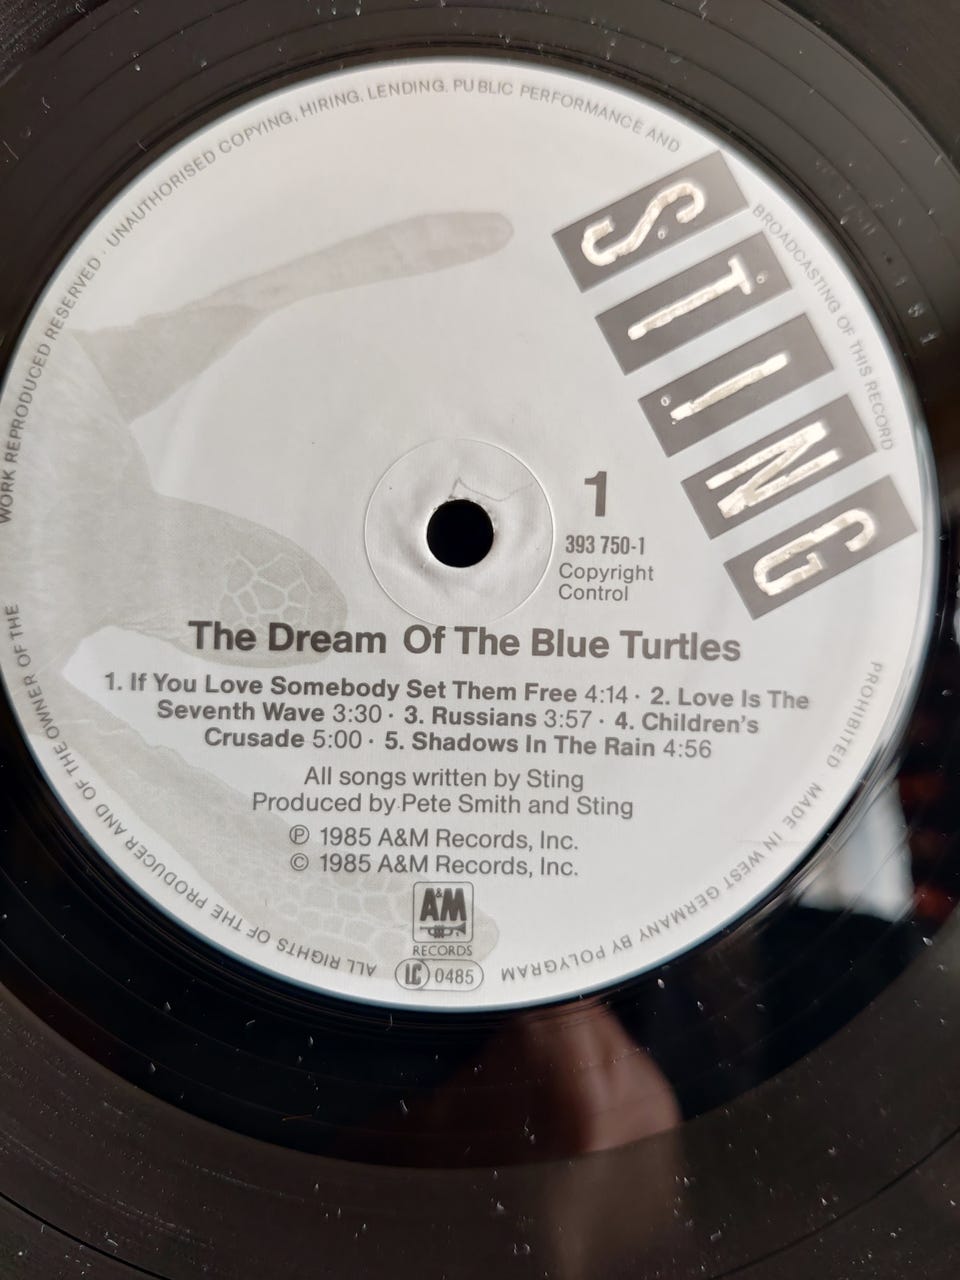 STING
1
393 750-1
Copyright
Control
The Dream Of The Blue Turtles
1. If You Love Somebody Set Them Free 4:14 · 2. Love Is The
Seventh Wave 3:30 · 3. Russians 3:57 · 4. Children's
Crusade 5:00 · 5. Shadows In The Rain 4:56
All songs written by Sting
Produced by Pete Smith and Sting
℗ 1985 A&M Records, Inc.
© 1985 A&M Records, Inc.
A&M
RECORDS
LC 0485
ALL RIGHTS OF THE PRODUCER AND OF THE OWNER OF THE WORK REPRODUCED RESERVED · UNAUTHORISED COPYING, HIRING, LENDING, PUBLIC PERFORMANCE AND BROADCASTING OF THIS RECORD PROHIBITED MADE IN WEST GERMANY BY POLYGRAM